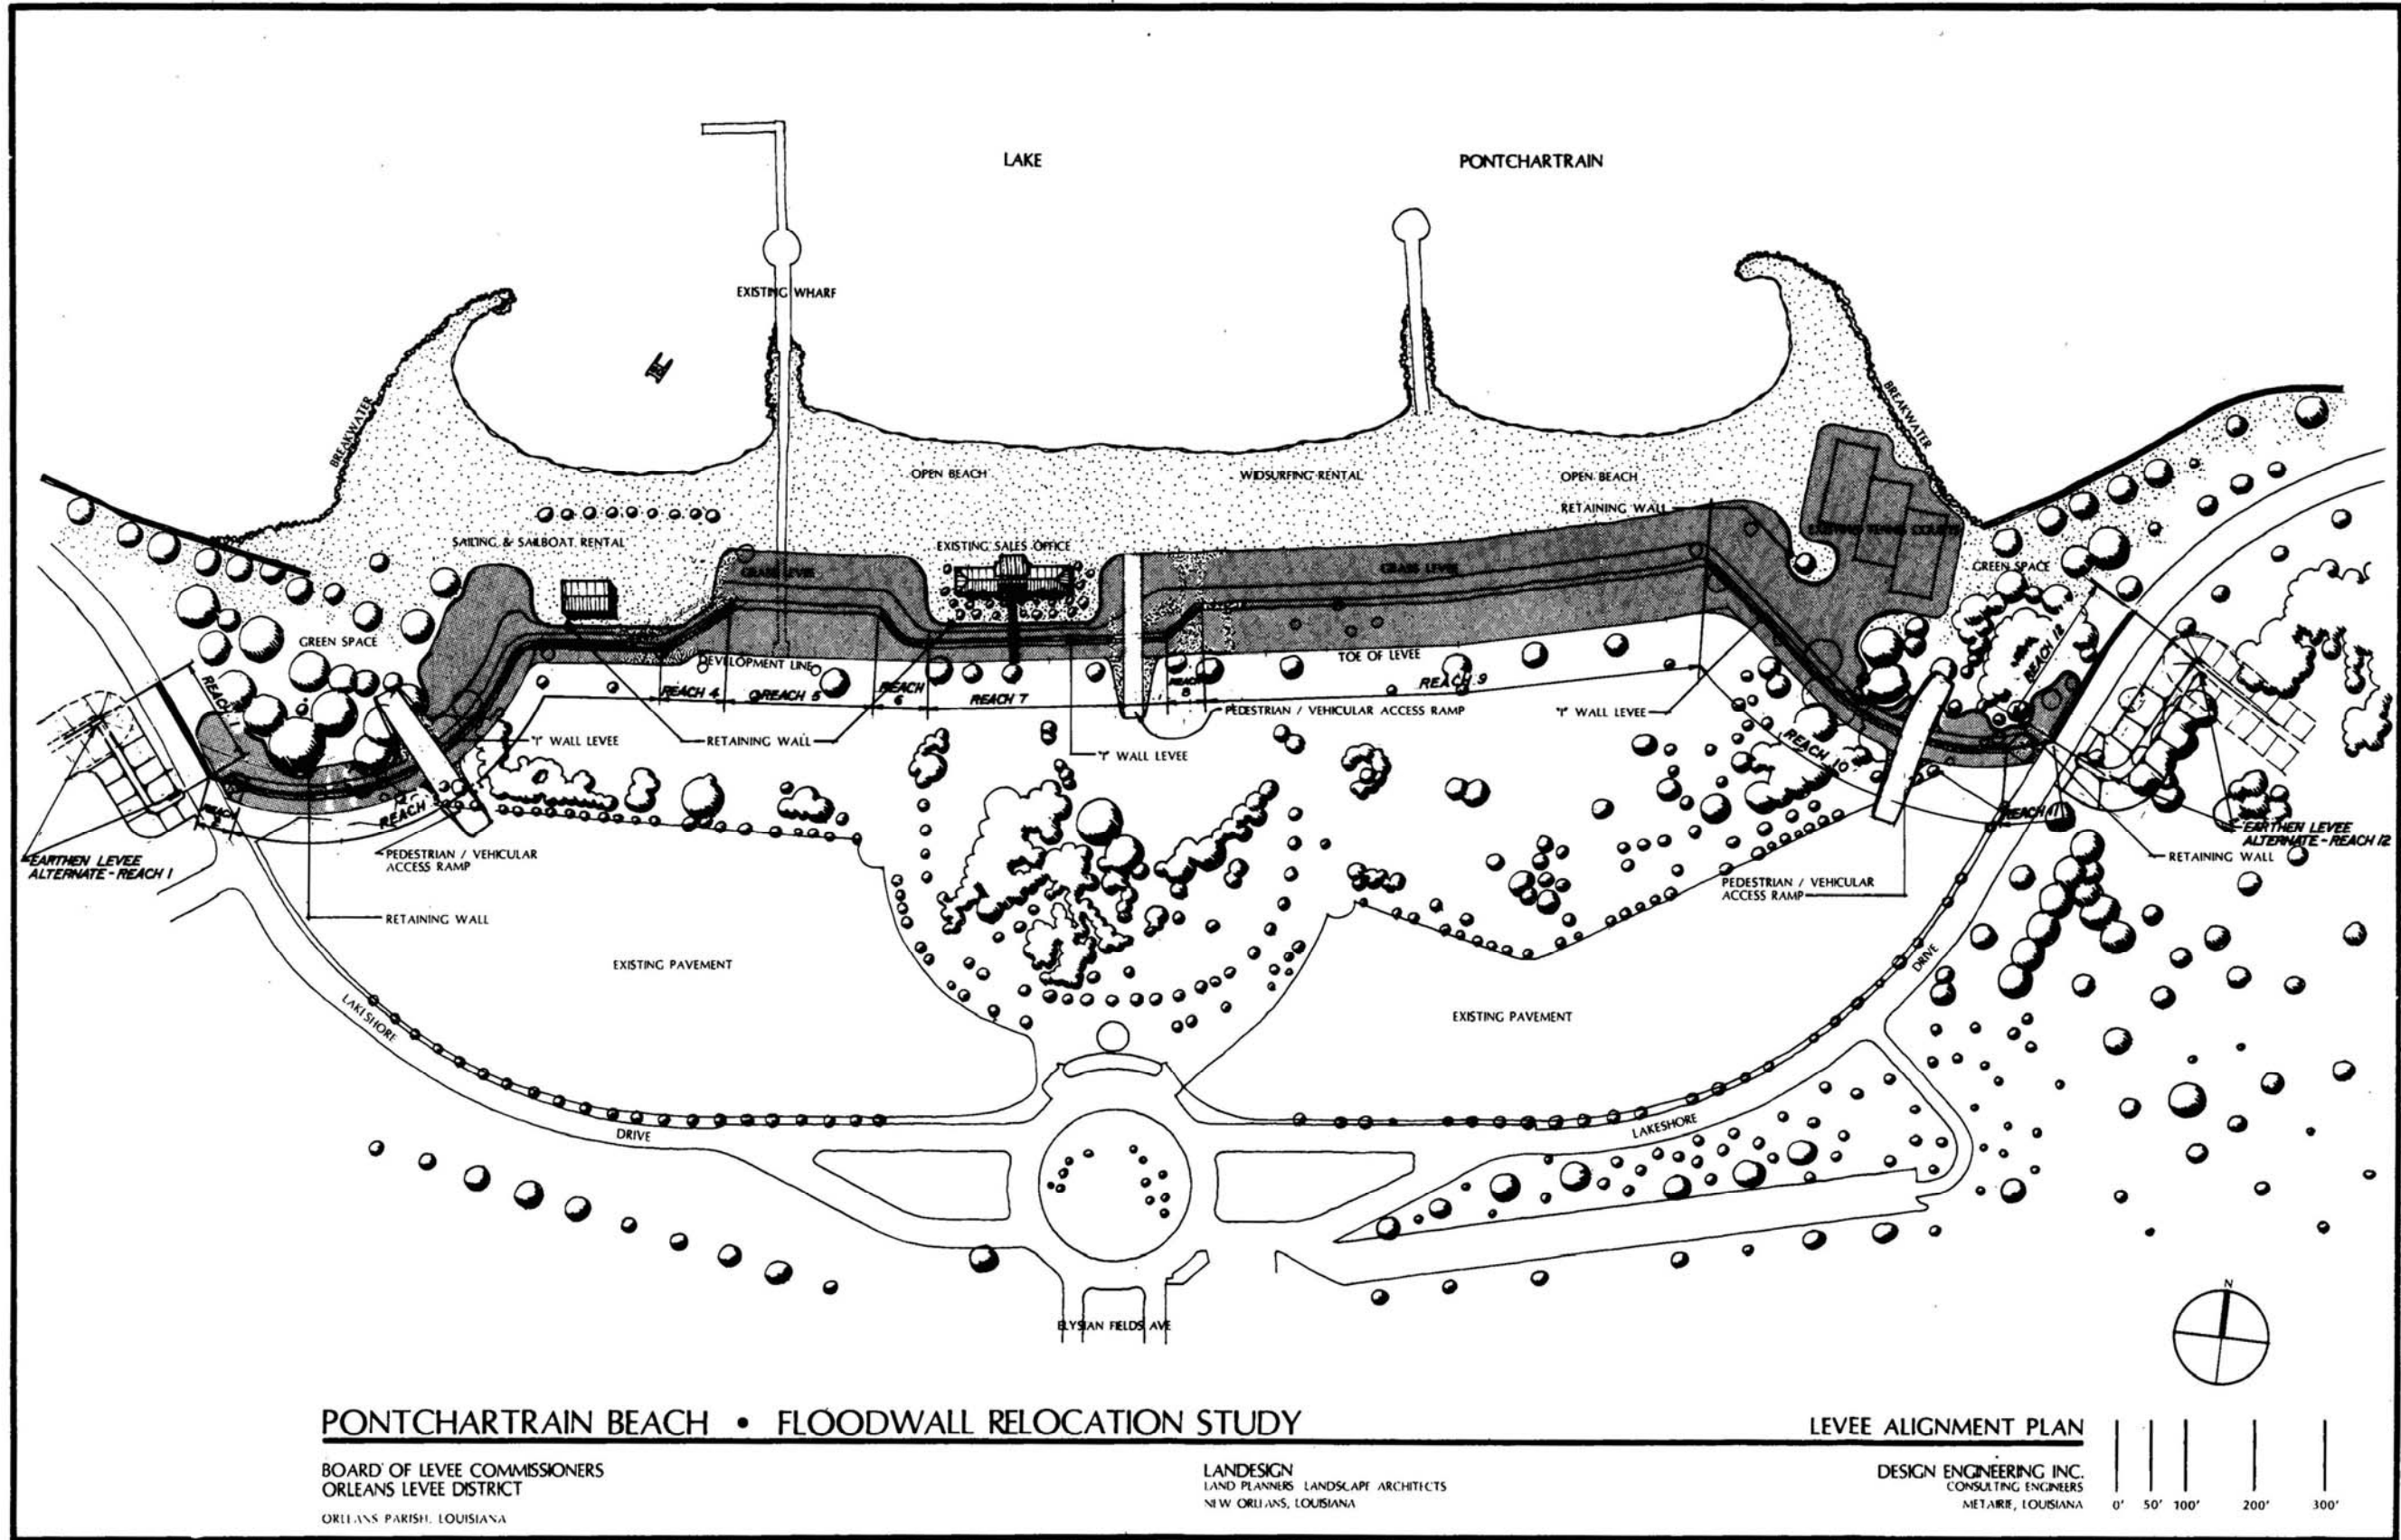 LAKE PONTCHARTRAIN
EXISTING WHARF
BREAKWATER
BREAKWATER
OPEN BEACH
WIDSURFING RENTAL
OPEN BEACH
RETAINING WALL
SAILING & SAILBOAT RENTAL
EXISTING SALES OFFICE
EXISTING TENNIS COURTS
GREEN SPACE
GRASS LEVEE
GRASS LEVEE
GREEN SPACE
DEVELOPMENT LINE
TOE OF LEVEE
REACH
REACH 4
REACH 5
REACH
6
REACH 7
REACH
8
REACH 9
REACH 12
PEDESTRIAN / VEHICULAR ACCESS RAMP
"I" WALL LEVEE
"I" WALL LEVEE
RETAINING WALL
"I" WALL LEVEE
REACH 10
REACH
REACH
REACH 11
EARTHEN LEVEE
ALTERNATE - REACH 1
PEDESTRIAN / VEHICULAR
ACCESS RAMP
EARTHEN LEVEE
ALTERNATE - REACH 12
RETAINING WALL
PEDESTRIAN / VEHICULAR
ACCESS RAMP
RETAINING WALL
EXISTING PAVEMENT
EXISTING PAVEMENT
LAKESHORE
DRIVE
LAKESHORE
DRIVE
ELYSIAN FIELDS AVE
N
PONTCHARTRAIN BEACH • FLOODWALL RELOCATION STUDY
LEVEE ALIGNMENT PLAN
BOARD OF LEVEE COMMISSIONERS
ORLEANS LEVEE DISTRICT
ORLEANS PARISH, LOUISIANA
LANDESIGN
LAND PLANNERS LANDSCAPE ARCHITECTS
NEW ORLEANS, LOUISIANA
DESIGN ENGINEERING INC.
CONSULTING ENGINEERS
METAIRIE, LOUISIANA
0' 50' 100' 200' 300'